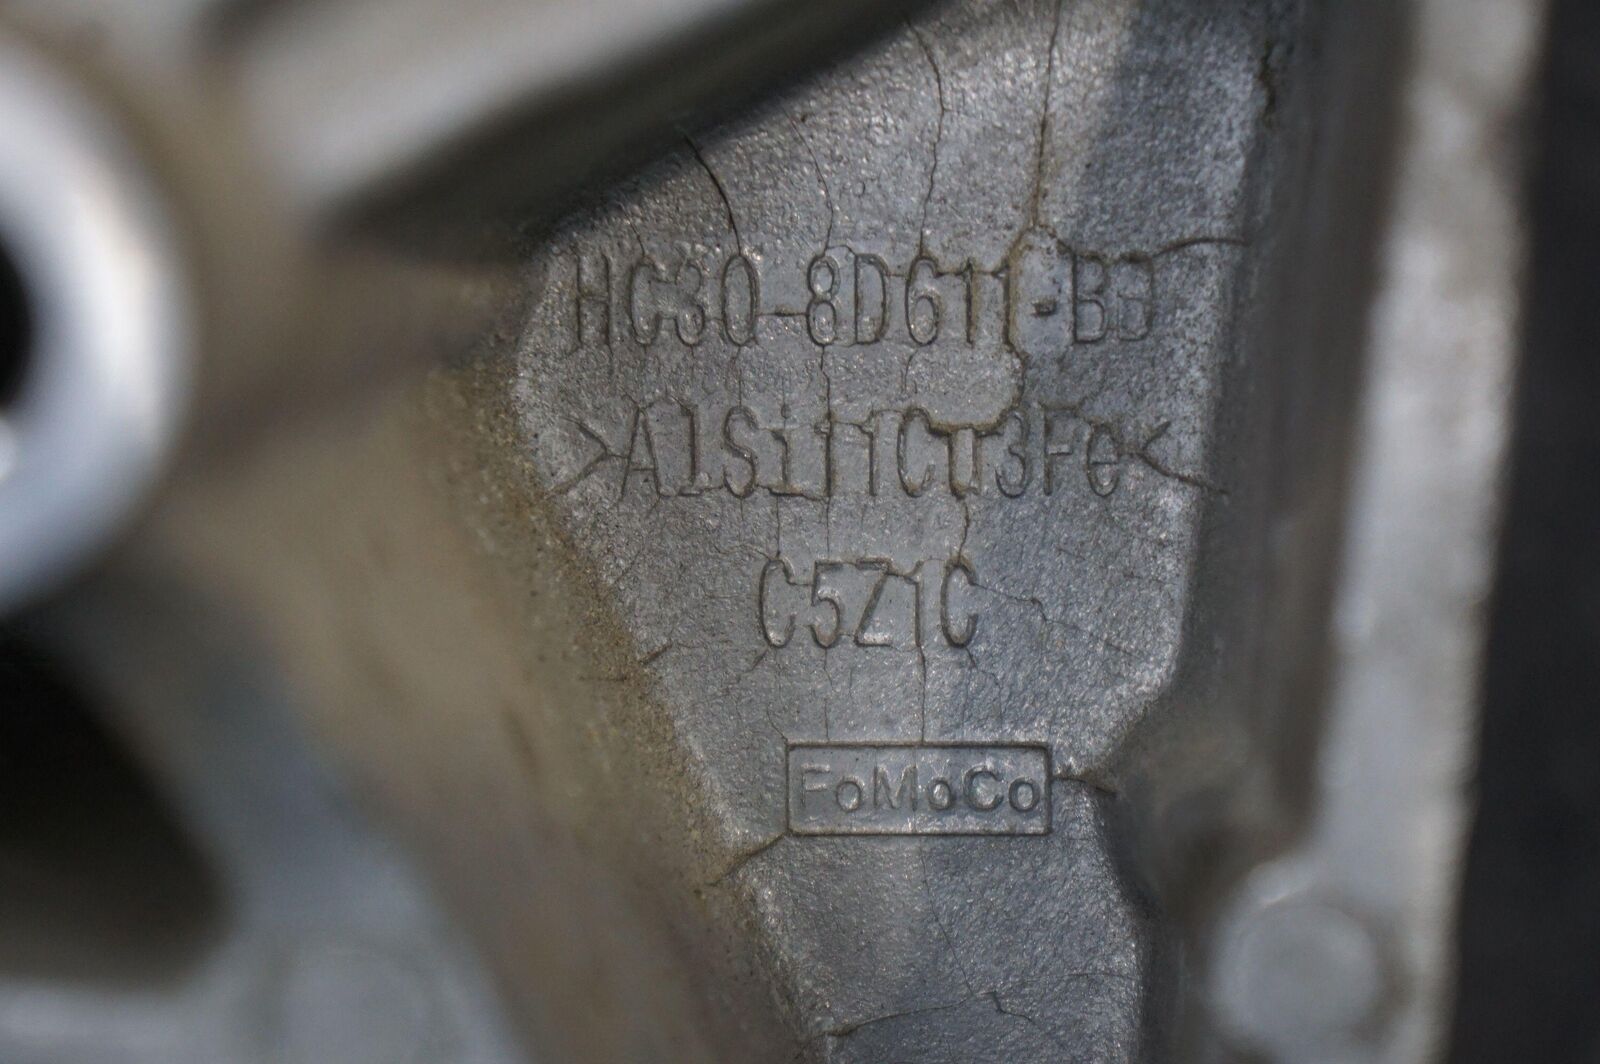 HC3Q-8D611-BB
>AlSi11Cu3Fe<
C5Z1C
FoMoCo